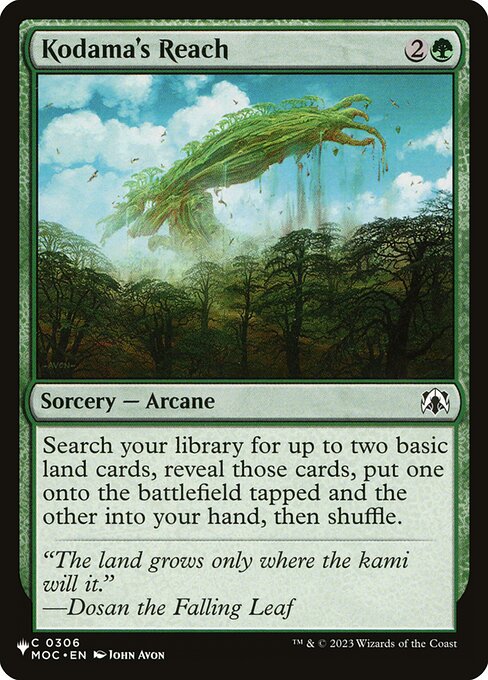 Kodama's Reach 2
-AVON-
Sorcery — Arcane
Search your library for up to two basic
land cards, reveal those cards, put one
onto the battlefield tapped and the
other into your hand, then shuffle.
“The land grows only where the kami
will it.”
—Dosan the Falling Leaf
C 0306
MOC • EN John Avon
™ & © 2023 Wizards of the Coast